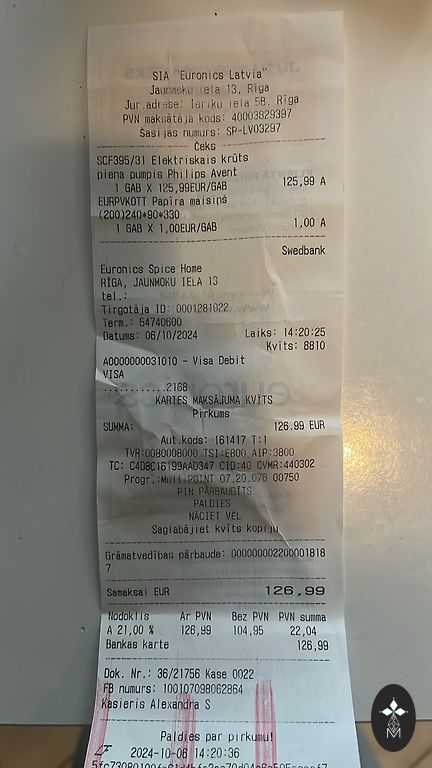 SIA "Euronics Latvia"
Jaunmoku iela 13, Rīga
Jur.adrese: Ieriķu iela 5B, Rīga
PVN maksātāja kods: 40003829397
Šasijas numurs: SP-LV03297
Čeks
SCF395/31 Elektriskais krūts
piena pumpis Philips Avent
1 GAB X 125,99EUR/GAB 125,99 A
EURPVKOTT Papīra maisiņš
(200)240*90*330
1 GAB X 1,00EUR/GAB 1,00 A
Swedbank
Euronics Spice Home
RĪGA, JAUNMOKU IELA 13
tel.:
Tirgotāja ID: 0001281022
Term.: 54740600
Datums: 06/10/2024 Laiks: 14:20:25
Kvīts: 8810
A0000000031010 - Visa Debit
VISA
............2168
KARTES MAKSĀJUMA KVĪTS
Pirkums
SUMMA: 126.99 EUR
Aut.kods: 161417 T:1
TVR:0080008000 TSI:E800 AIP:3800
TC: C4D8C16199AAD347 CID:40 CVMR:440302
Progr.:MultiPOINT 07.20.076 00750
PIN PĀRBAUDĪTS
PALDIES
NĀCIET VĒL
Saglabājiet kvīts kopiju
Grāmatvedības pārbaude: 000000002200001818
7
Samaksai EUR 126,99
Nodoklis Ar PVN Bez PVN PVN summa
A 21,00 % 126,99 104,95 22,04
Bankas karte 126,99
Dok. Nr.: 36/21756 Kase 0022
FB numurs: 100107098062864
Kasieris Alexandra S
Paldies par pirkumu!
2024-10-06 14:20:36